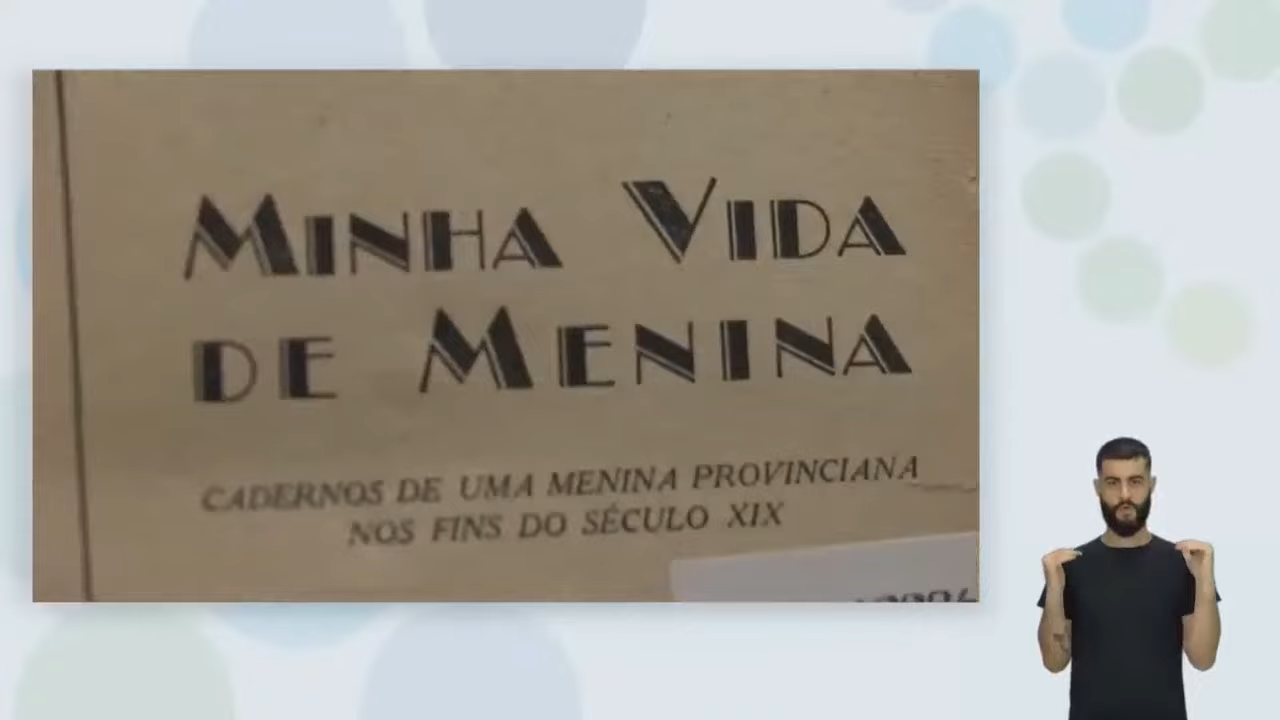 MINHA VIDA
DE MENINA
CADERNOS DE UMA MENINA PROVINCIANA
NOS FINS DO SÉCULO XIX